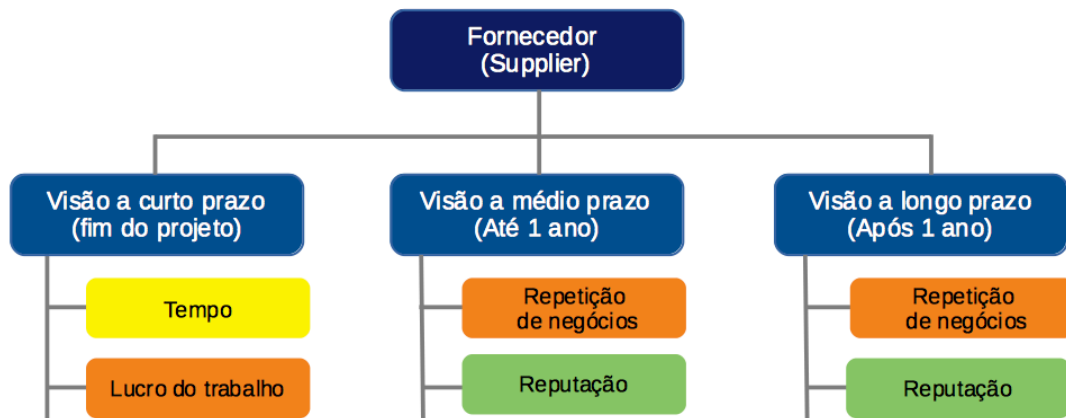 Fornecedor
(Supplier)
Visão a curto prazo
(fim do projeto)
Visão a médio prazo
(Até 1 ano)
Visão a longo prazo
(Após 1 ano)
Tempo
Repetição
de negócios
Repetição
de negócios
Lucro do trabalho
Reputação
Reputação